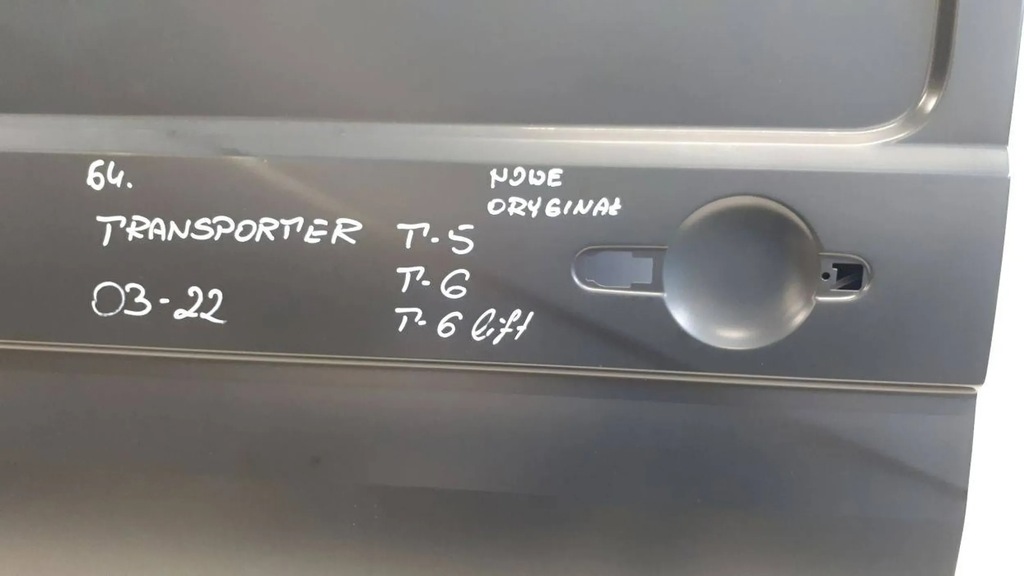 64.
NOWE
ORYGINAŁ
TRANSPORTER T-5
T-6
03-22
T-6 lift